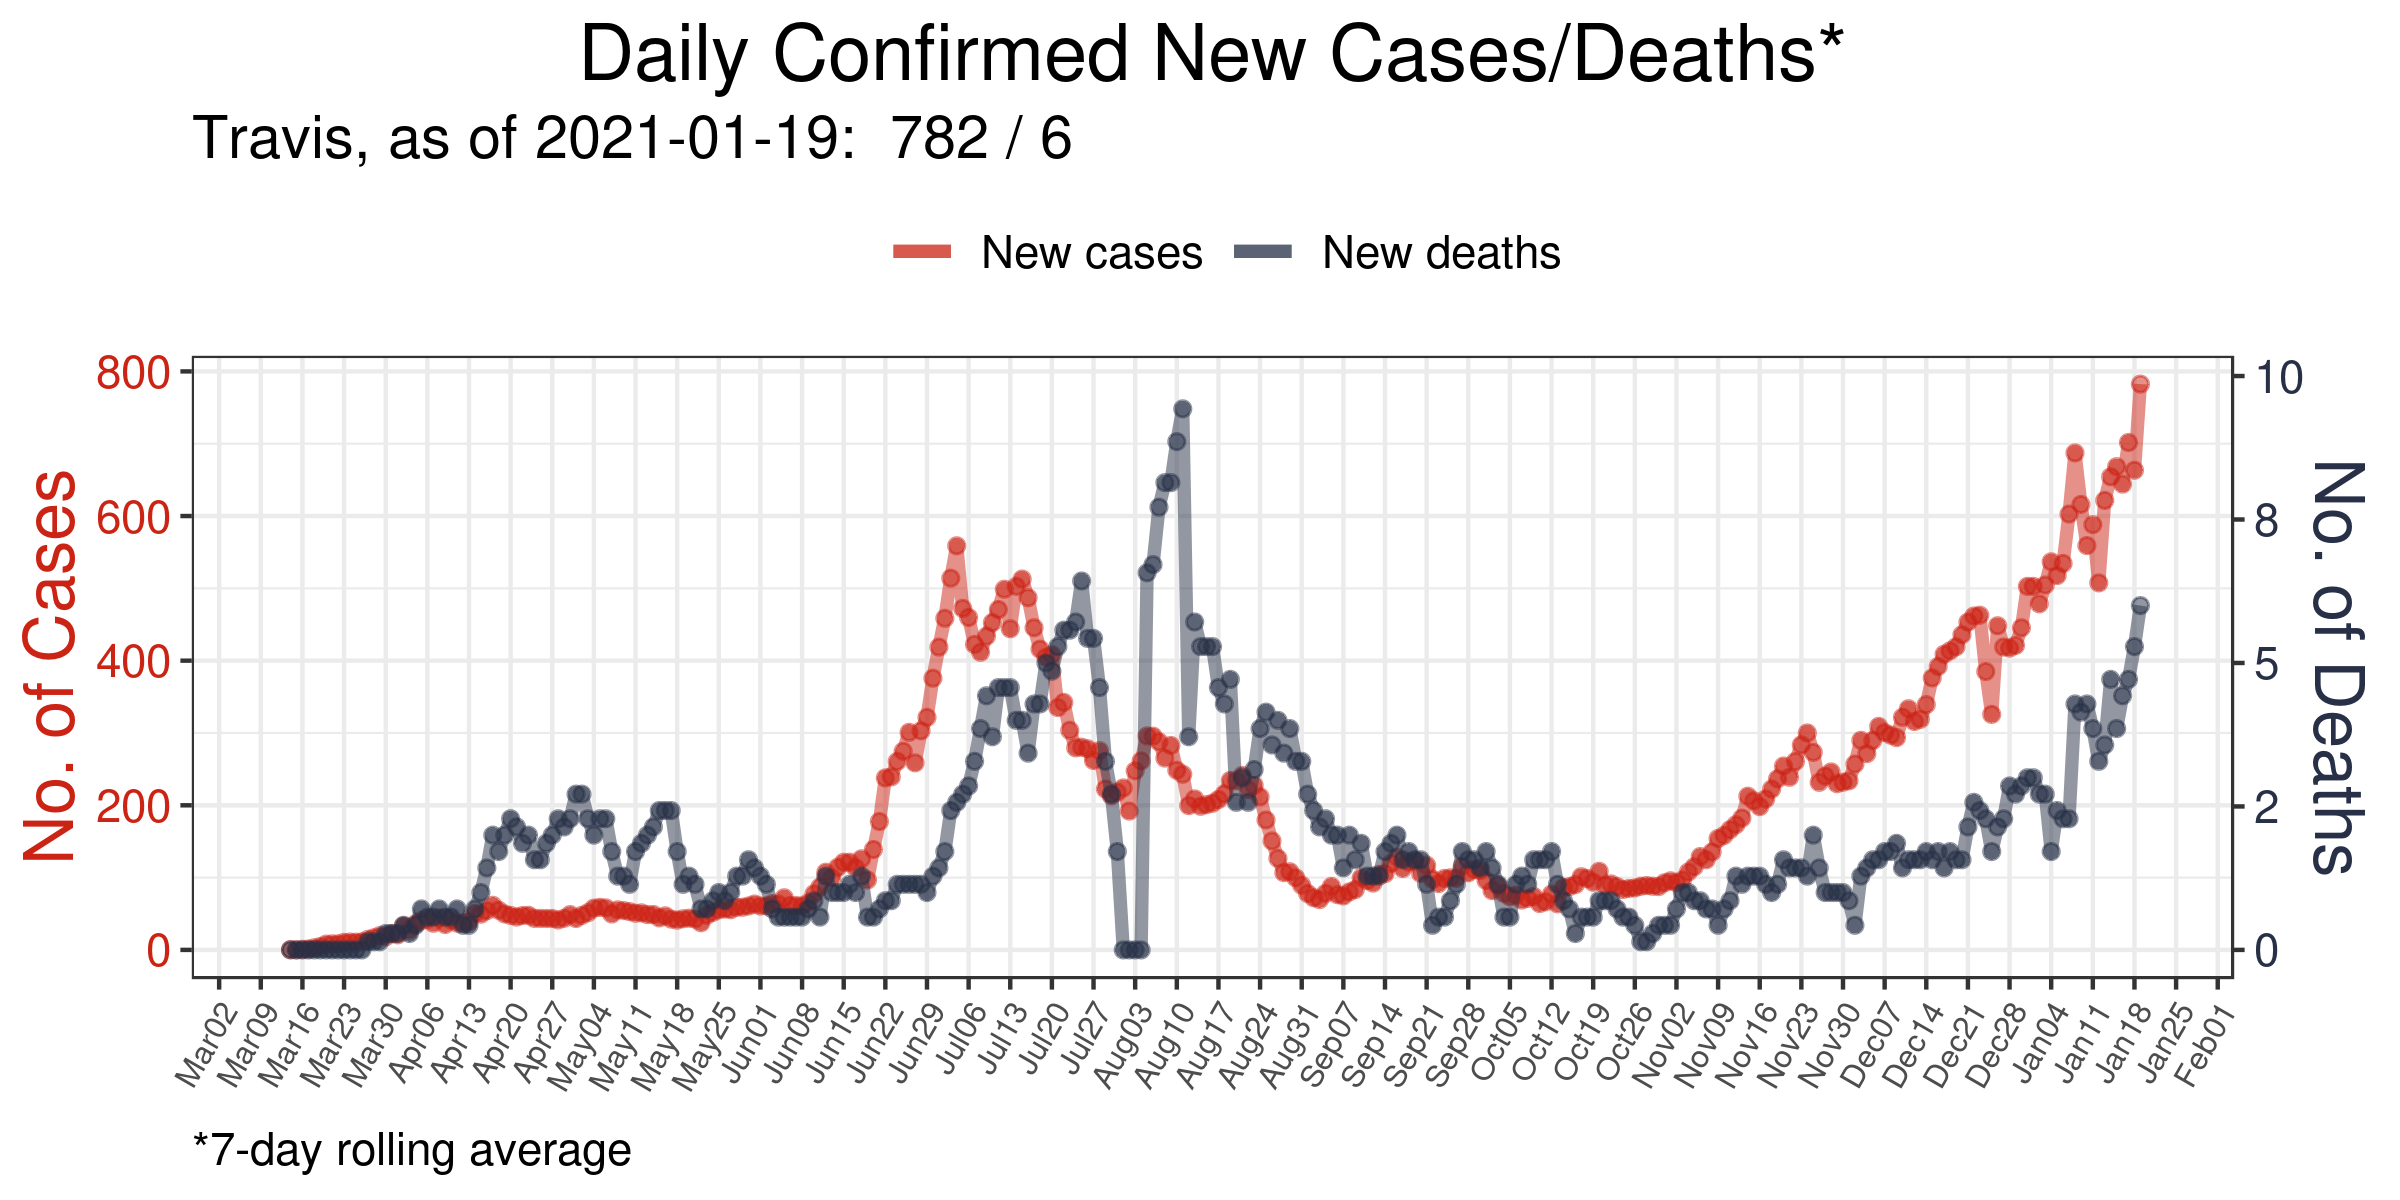 Daily Confirmed New Cases/Deaths*
Travis, as of 2021-01-19:  782 / 6
New cases New deaths
No. of Cases
800
600
400
200
0
10
8
5
2
0
No. of Deaths
Mar02 Mar09 Mar16 Mar23 Mar30 Apr06 Apr13 Apr20 Apr27 May04 May11 May18 May25 Jun01 Jun08 Jun15 Jun22 Jun29 Jul06 Jul13 Jul20 Jul27 Aug03 Aug10 Aug17 Aug24 Aug31 Sep07 Sep14 Sep21 Sep28 Oct05 Oct12 Oct19 Oct26 Nov02 Nov09 Nov16 Nov23 Nov30 Dec07 Dec14 Dec21 Dec28 Jan04 Jan11 Jan18 Jan25 Feb01
*7-day rolling average